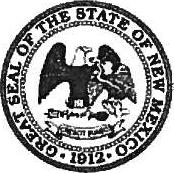 GREAT SEAL OF THE STATE OF NEW MEXICO
• 1912 •